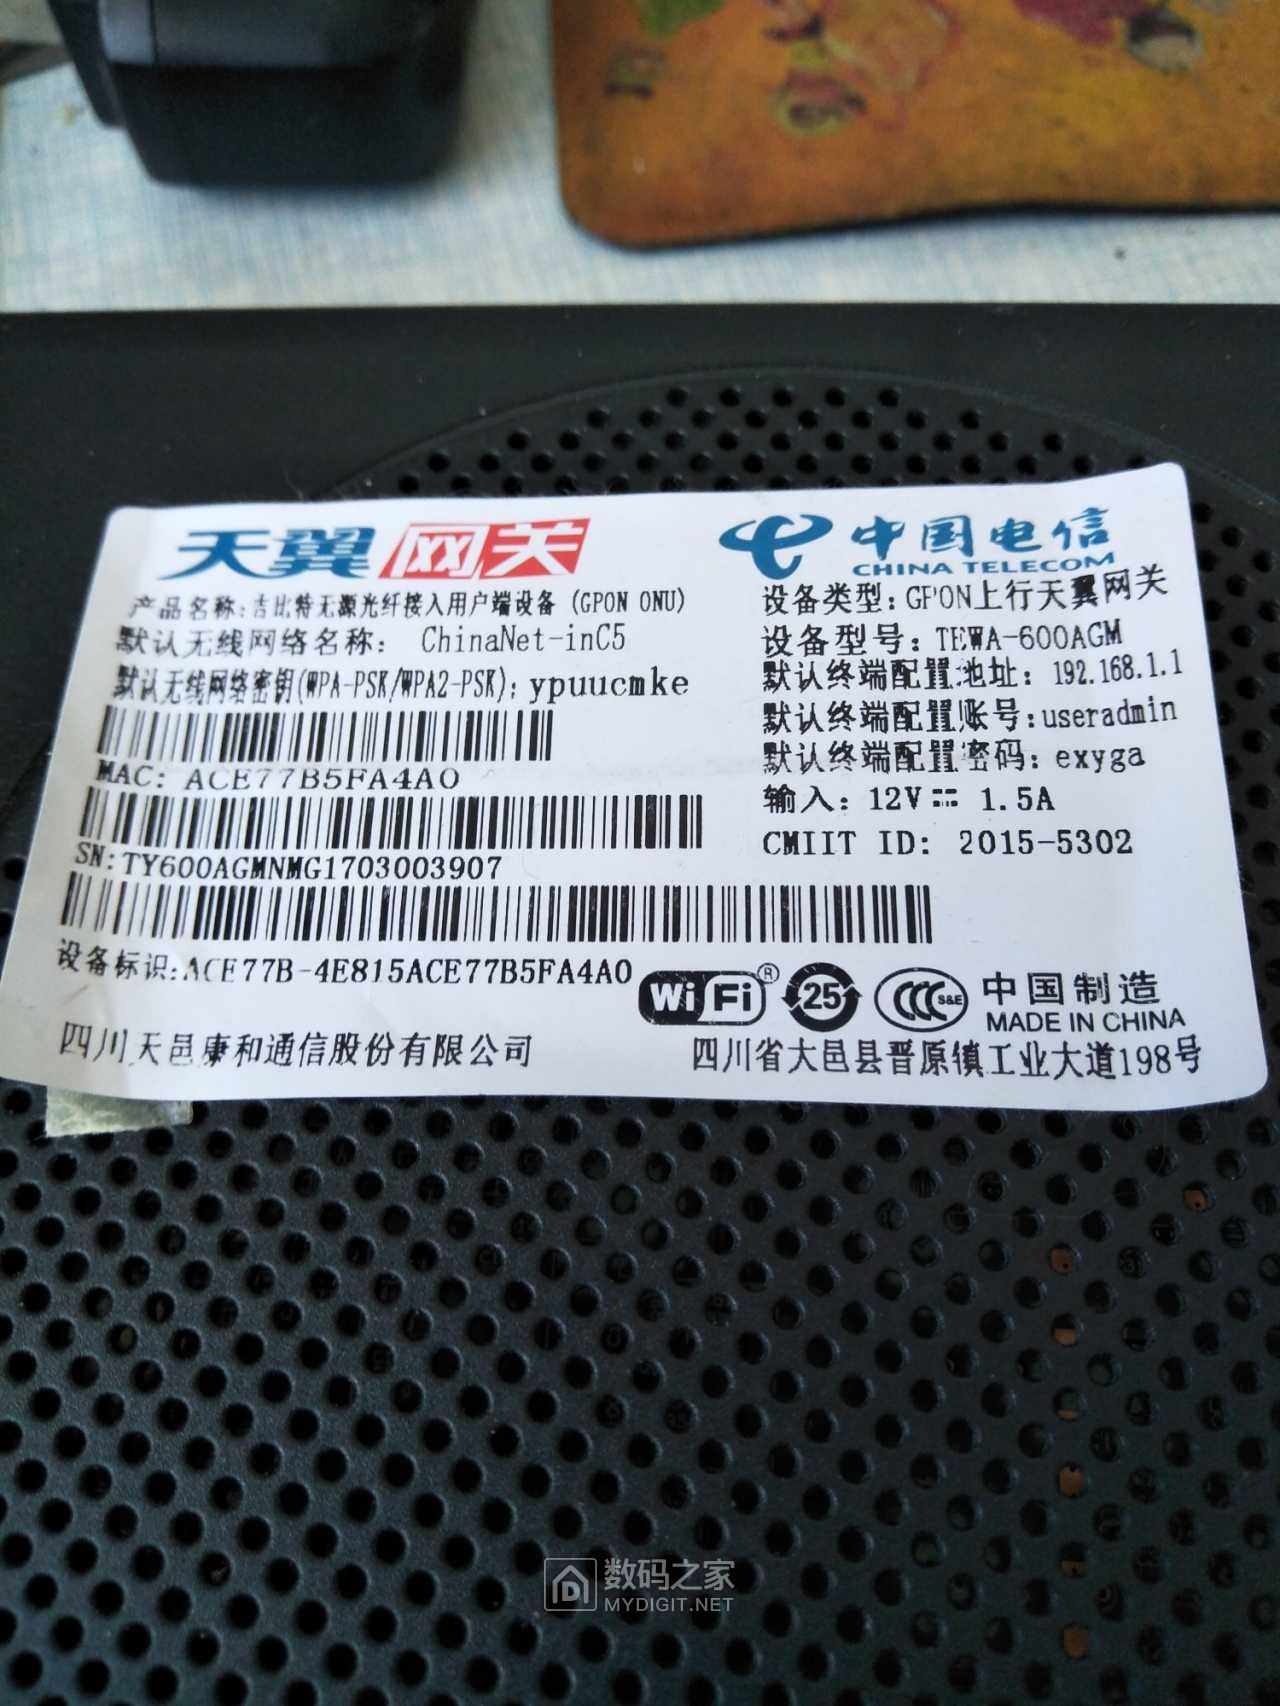 天翼网关
中国电信
CHINA TELECOM
产品名称:吉比特无源光纤接入用户端设备 (GPON ONU)
默认无线网络名称: ChinaNet-inC5
默认无线网络密钥(WPA-PSK/WPA2-PSK): ypuucmke
MAC: ACE77B5FA4A0
SN:TY600AGMNMG1703003907
设备标识:ACE77B-4E815ACE77B5FA4A0
四川天邑康和通信股份有限公司
设备类型:GPON上行天翼网关
设备型号: TEWA-600AGM
默认终端配置地址: 192.168.1.1
默认终端配置账号:useradmin
默认终端配置密码: exyga
输入: 12V 1.5A
CMIIT ID: 2015-5302
WiFi®
25
CCC S&E
中国制造
MADE IN CHINA
四川省大邑县晋原镇工业大道198号
数码之家
MYDIGIT.NET